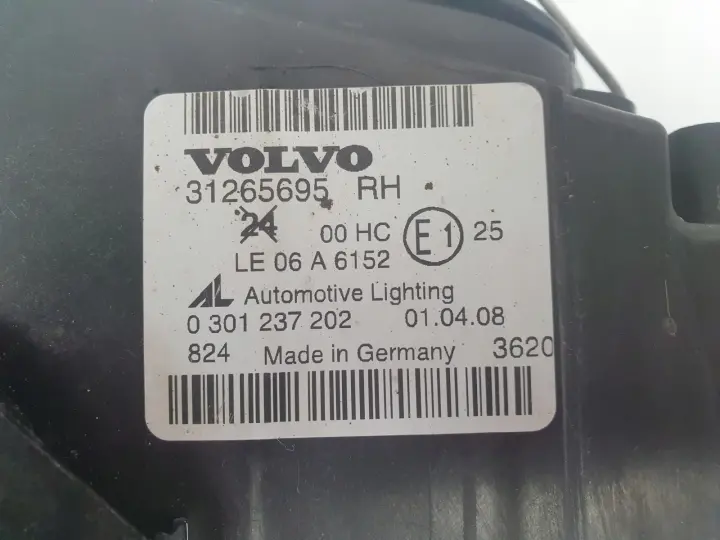 VOLVO
31265695 RH
24 00 HC E1 25
LE 06 A 6152
AL Automotive Lighting
0 301 237 202 01.04.08
824 Made in Germany 3620